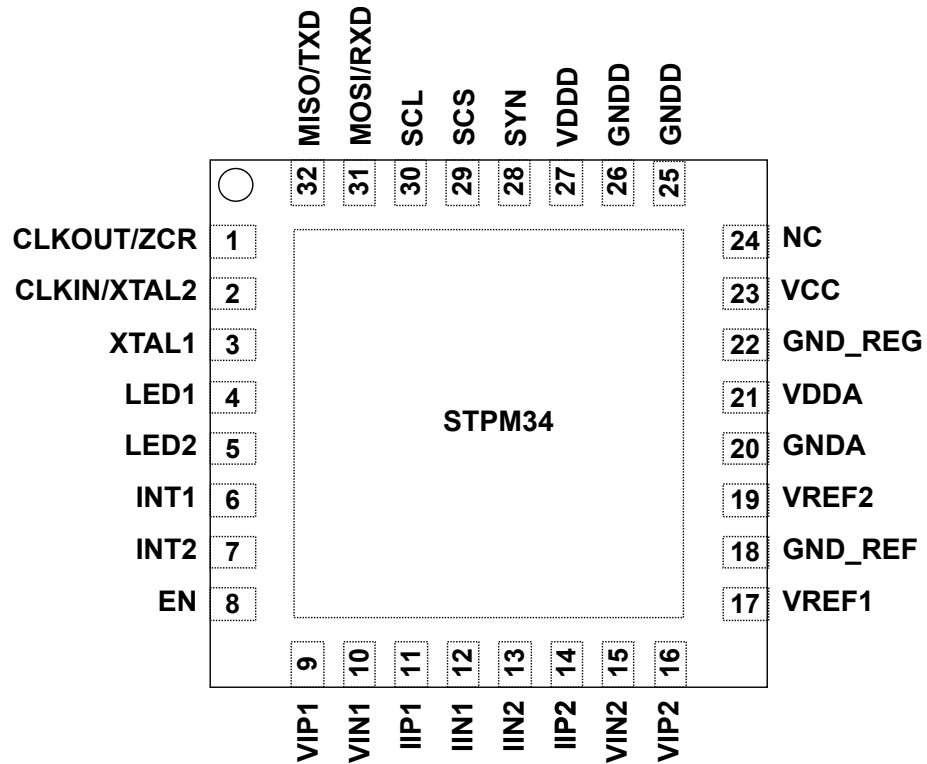 MISO/TXD
MOSI/RXD
SCL
SCS
SYN
VDDD
GNDD
GNDD
32
31
30
29
28
27
26
25
CLKOUT/ZCR 1
CLKIN/XTAL2 2
XTAL1 3
LED1 4
LED2 5
INT1 6
INT2 7
EN 8
STPM34
24 NC
23 VCC
22 GND_REG
21 VDDA
20 GNDA
19 VREF2
18 GND_REF
17 VREF1
9
10
11
12
13
14
15
16
VIP1
VIN1
IIP1
IIN1
IIN2
IIP2
VIN2
VIP2